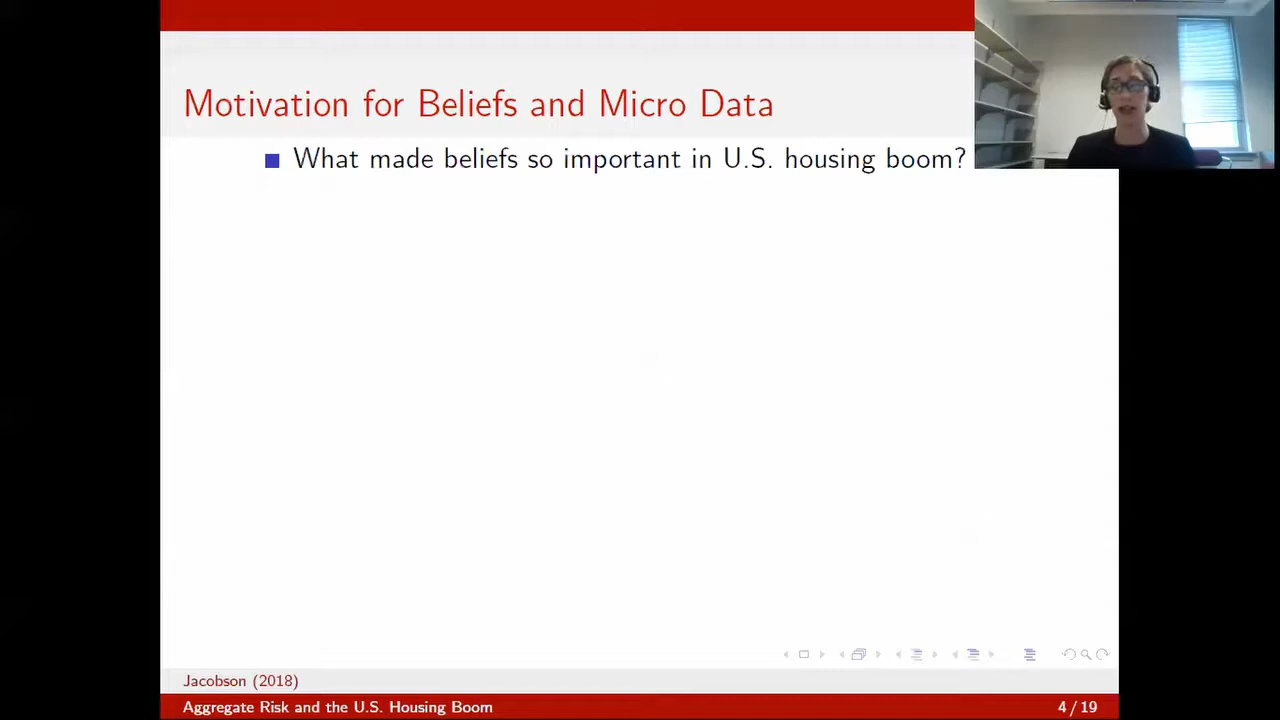 Motivation for Beliefs and Micro Data
What made beliefs so important in U.S. housing boom?
Jacobson (2018)
Aggregate Risk and the U.S. Housing Boom
4 / 19